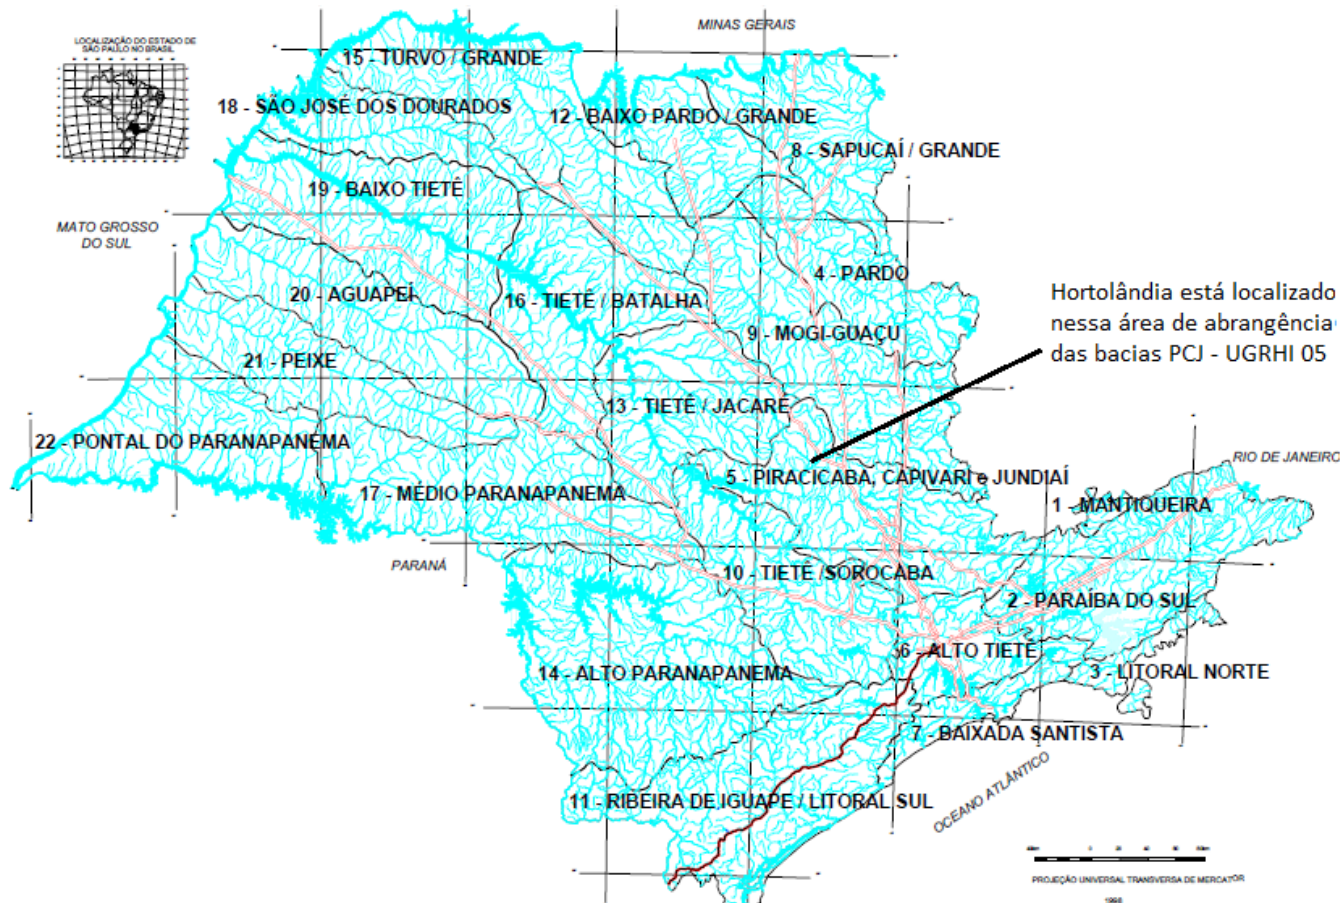 MINAS GERAIS
LOCALIZAÇÃO DO ESTADO DE
SÃO PAULO NO BRASIL
15 - TURVO / GRANDE
18 - SÃO JOSÉ DOS DOURADOS
12 - BAIXO PARDO / GRANDE
8 - SAPUCAÍ / GRANDE
19 - BAIXO TIETÊ
MATO GROSSO
DO SUL
4 - PARDO
20 - AGUAPEÍ
16 - TIETÊ / BATALHA
Hortolândia está localizado
nessa área de abrangência
das bacias PCJ - UGRHI 05
9 - MOGI-GUAÇU
21 - PEIXE
13 - TIETÊ / JACARÉ
22 - PONTAL DO PARANAPANEMA
RIO DE JANEIRO
5 - PIRACICABA, CAPIVARI e JUNDIAÍ
17 - MÉDIO PARANAPANEMA
1 - MANTIQUEIRA
PARANÁ
10 - TIETÊ /SOROCABA
2 - PARAÍBA DO SUL
6 - ALTO TIETÊ
14 - ALTO PARANAPANEMA
3 - LITORAL NORTE
7 - BAIXADA SANTISTA
OCEANO ATLÂNTICO
11 - RIBEIRA DE IGUAPE / LITORAL SUL
PROJEÇÃO UNIVERSAL TRANSVERSA DE MERCATOR